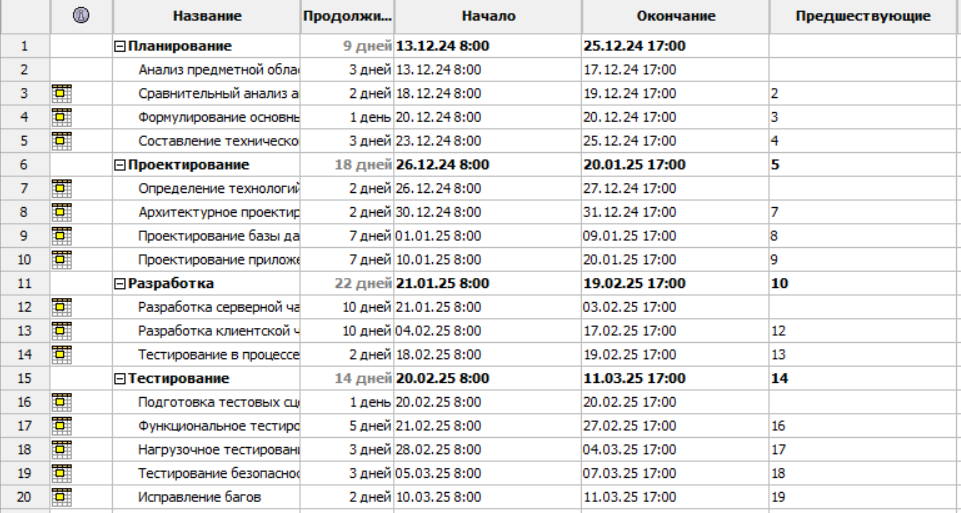 Название Продолжи... Начало Окончание Предшествующие
1 Планирование 9 дней 13.12.24 8:00 25.12.24 17:00
2 Анализ предметной обла 3 дней 13.12.24 8:00 17.12.24 17:00
3 Сравнительный анализ а 2 дней 18.12.24 8:00 19.12.24 17:00 2
4 Формулирование основнь 1 день 20.12.24 8:00 20.12.24 17:00 3
5 Составление техническо 3 дней 23.12.24 8:00 25.12.24 17:00 4
6 Проектирование 18 дней 26.12.24 8:00 20.01.25 17:00 5
7 Определение технологий 2 дней 26.12.24 8:00 27.12.24 17:00
8 Архитектурное проектир 2 дней 30.12.24 8:00 31.12.24 17:00 7
9 Проектирование базы да 7 дней 01.01.25 8:00 09.01.25 17:00 8
10 Проектирование приложе 7 дней 10.01.25 8:00 20.01.25 17:00 9
11 Разработка 22 дней 21.01.25 8:00 19.02.25 17:00 10
12 Разработка серверной ча 10 дней 21.01.25 8:00 03.02.25 17:00
13 Разработка клиентской ч 10 дней 04.02.25 8:00 17.02.25 17:00 12
14 Тестирование в процессе 2 дней 18.02.25 8:00 19.02.25 17:00 13
15 Тестирование 14 дней 20.02.25 8:00 11.03.25 17:00 14
16 Подготовка тестовых сц 1 день 20.02.25 8:00 20.02.25 17:00
17 Функциональное тестиро 5 дней 21.02.25 8:00 27.02.25 17:00 16
18 Нагрузочное тестирован 3 дней 28.02.25 8:00 04.03.25 17:00 17
19 Тестирование безопасно 3 дней 05.03.25 8:00 07.03.25 17:00 18
20 Исправление багов 2 дней 10.03.25 8:00 11.03.25 17:00 19